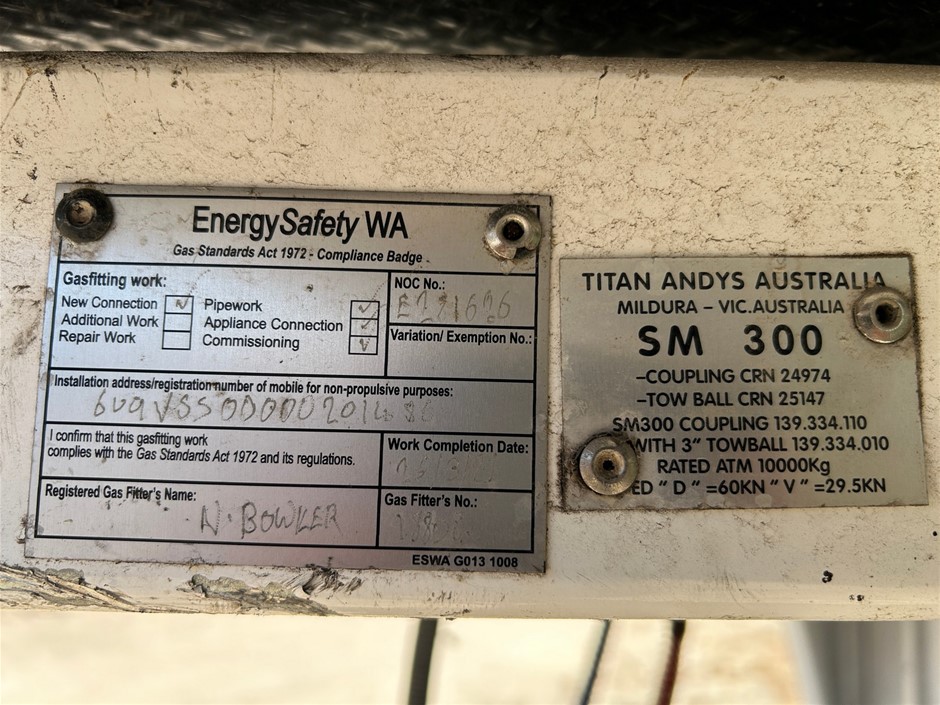 EnergySafety WA
Gas Standards Act 1972 - Compliance Badge
Gasfitting work:
New Connection
Additional Work
Repair Work
Pipework
Appliance Connection
Commissioning
NOC No.:
Variation/ Exemption No.:
Installation address/registration number of mobile for non-propulsive purposes:
I confirm that this gasfitting work
complies with the Gas Standards Act 1972 and its regulations.
Work Completion Date:
Registered Gas Fitter's Name:
N. BOWLER
Gas Fitter's No.:
ESWA G013 1008
TITAN ANDYS AUSTRALIA
MILDURA – VIC.AUSTRALIA
SM 300
–COUPLING CRN 24974
–TOW BALL CRN 25147
SM300 COUPLING 139.334.110
WITH 3" TOWBALL 139.334.010
RATED ATM 10000Kg
"D" =60KN "V" =29.5KN